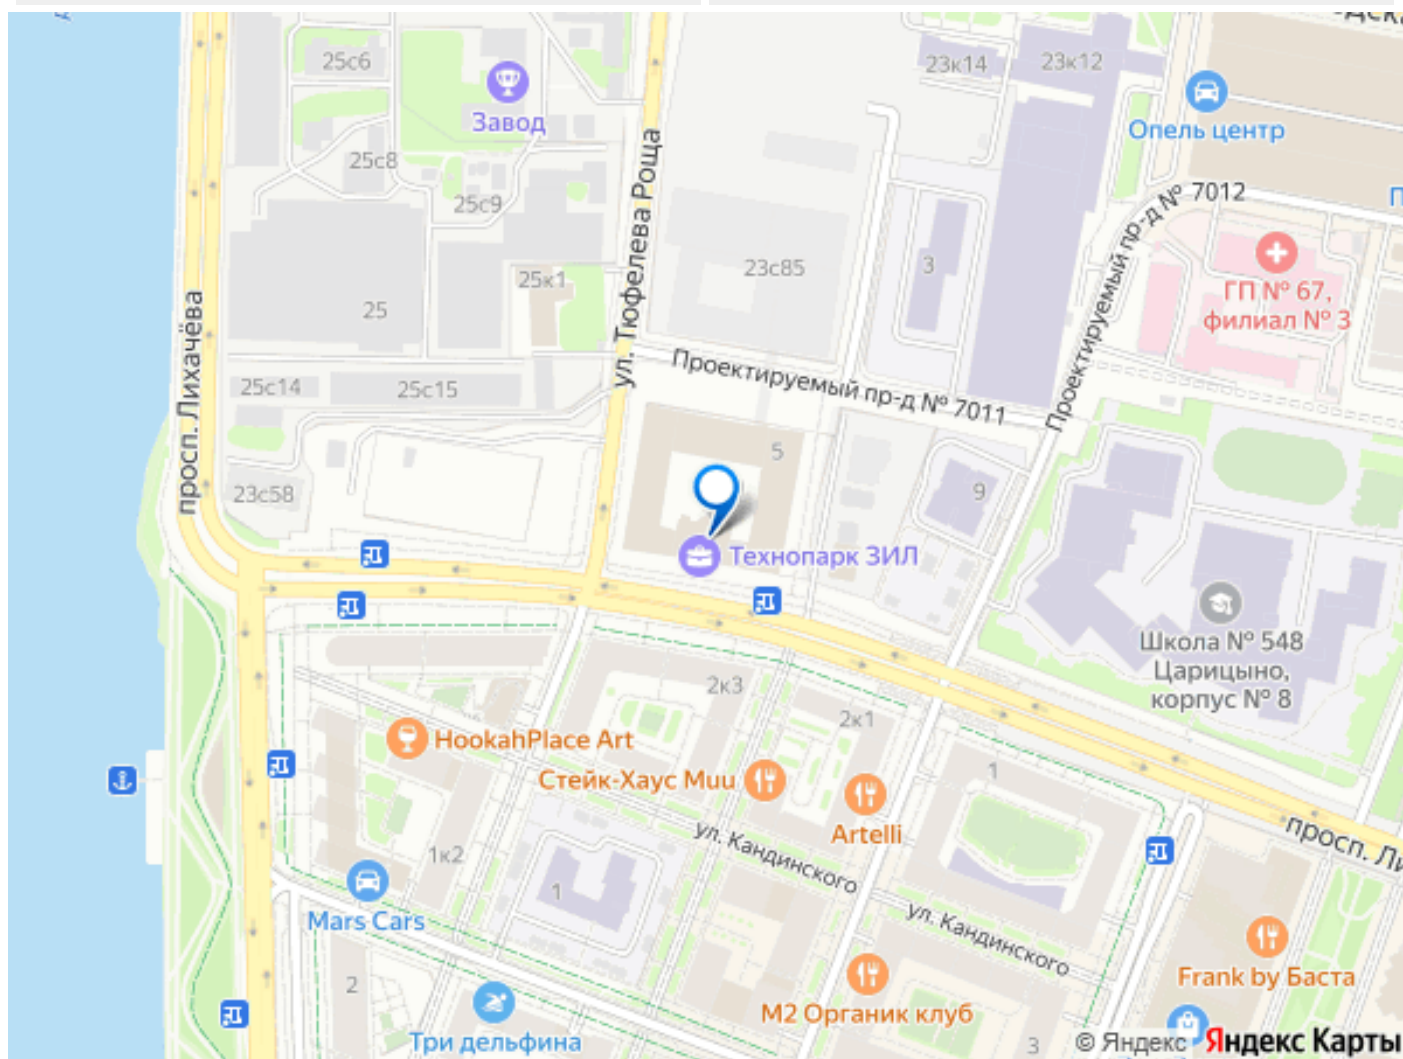 25с6
Завод
23к14
23к12
Опель центр
25с8
25с9
ул. Тюфелева Роща
Проектируемый пр-д № 7012
23с85
3
25к1
25
ГП № 67,
филиал № 3
просп. Лихачёва
25с14
25с15
Проектируемый пр-д № 7011
5
9
23с58
Технопарк ЗИЛ
Школа № 548
Царицыно,
корпус № 8
2к3
2к1
HookahPlace Art
Стейк-Хаус Muu
1
Artelli
просп. Ли
ул. Кандинского
1к2
1
Mars Cars
ул. Кандинского
Frank by Баста
2
М2 Органик клуб
Три дельфина
3
© Яндекс
Яндекс Карты